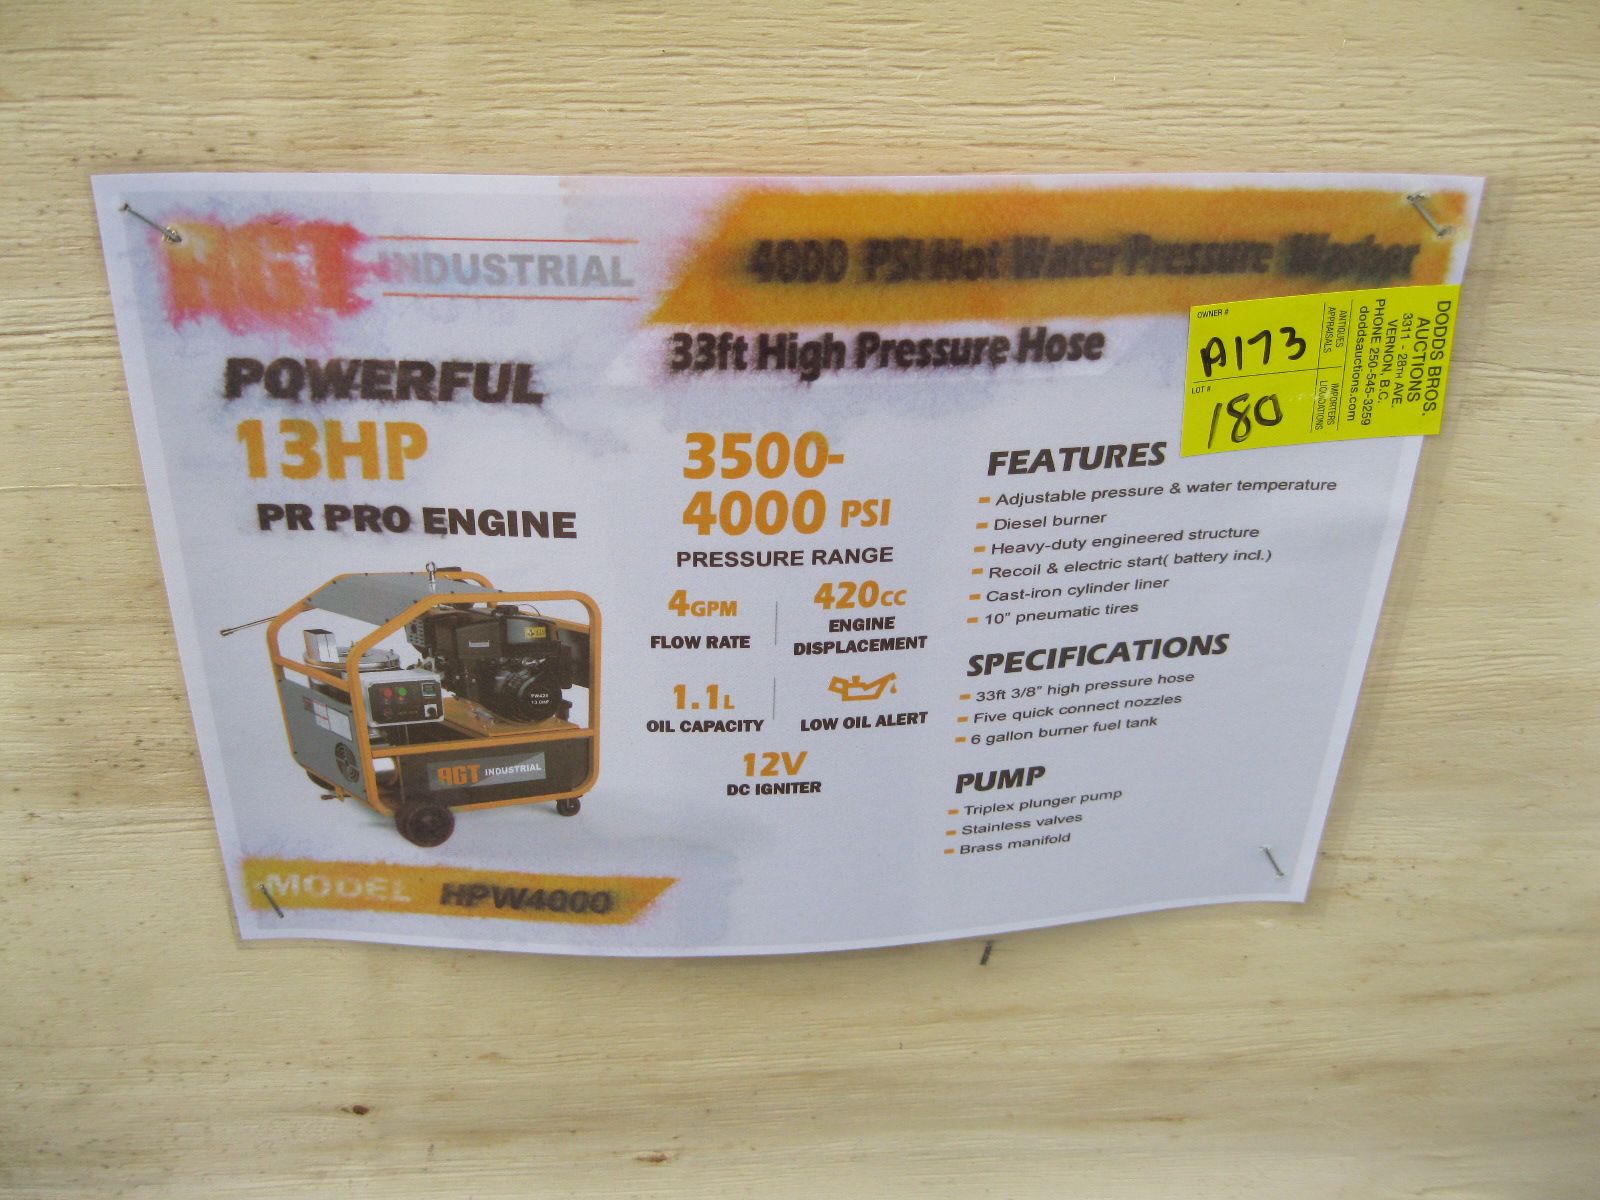 AGT INDUSTRIAL
4000 PSI Hot Water Pressure Washer
33ft High Pressure Hose
POWERFUL
13HP
PR PRO ENGINE
3500-
4000 PSI
PRESSURE RANGE
4GPM
FLOW RATE
420CC
ENGINE
DISPLACEMENT
1.1L
OIL CAPACITY
LOW OIL ALERT
12V
DC IGNITER
FEATURES
Adjustable pressure & water temperature
Diesel burner
Heavy-duty engineered structure
Recoil & electric start( battery incl.)
Cast-iron cylinder liner
10" pneumatic tires
SPECIFICATIONS
33ft 3/8" high pressure hose
Five quick connect nozzles
6 gallon burner fuel tank
PUMP
Triplex plunger pump
Stainless valves
Brass manifold
AGT INDUSTRIAL
MODEL HPW4000
OWNER #
A173
LOT #
180
ANTIQUES
APPRAISALS
IMPORTERS
LIQUIDATIONS
DODDS BROS.
AUCTIONS
3311 - 28TH AVE.
VERNON, B.C.
PHONE 250-545-3259
doddsauctions.com